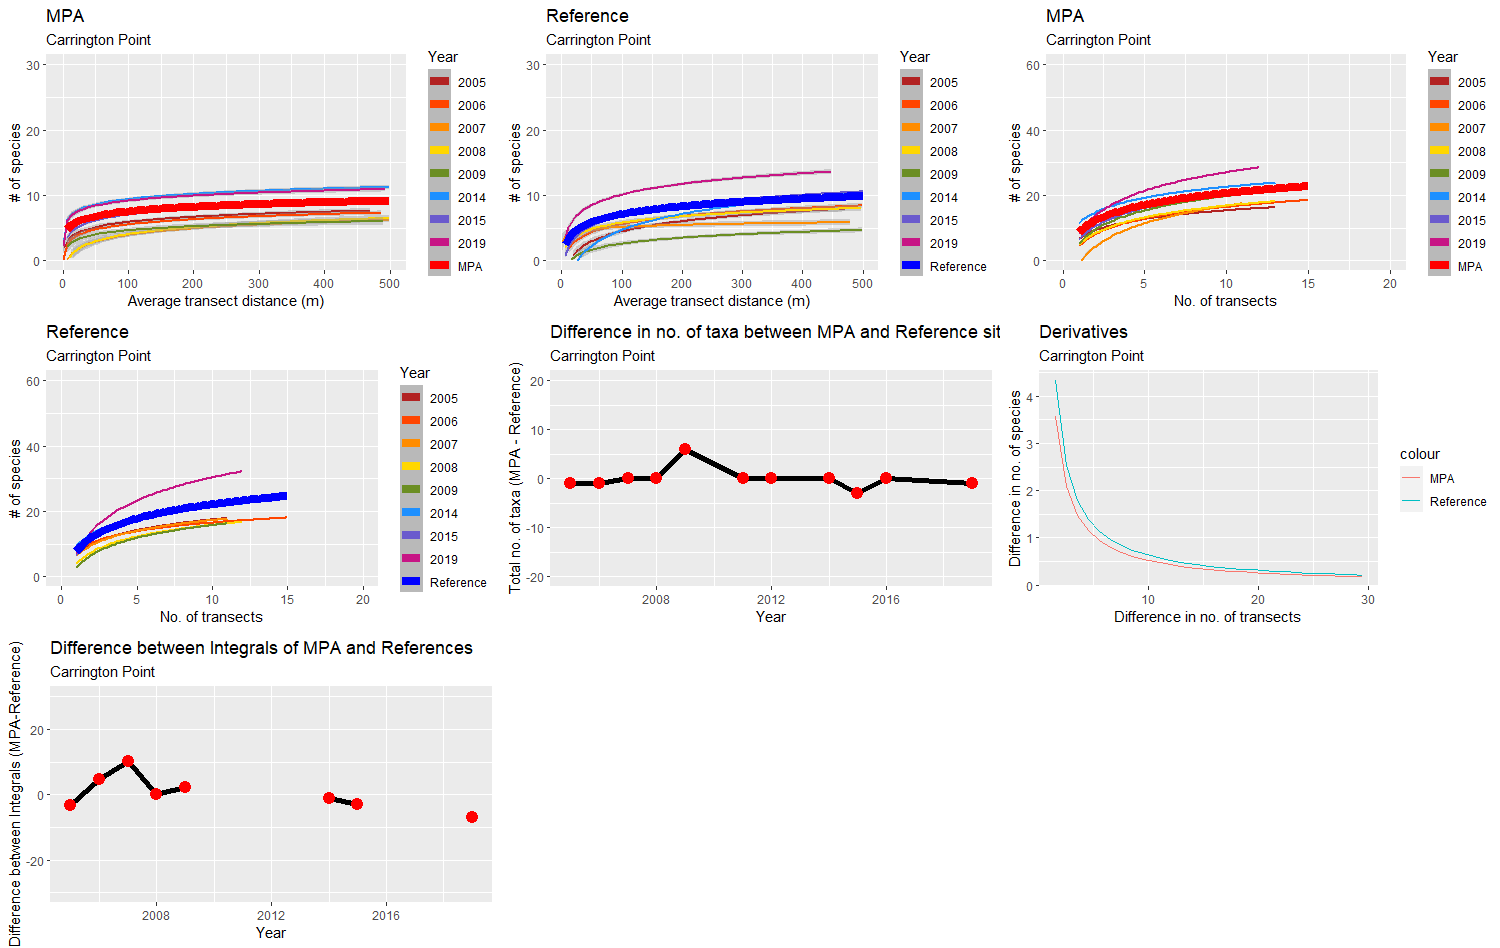 MPA
Carrington Point
# of species
30
20
10
0
0 100 200 300 400 500
Average transect distance (m)
Year
2005
2006
2007
2008
2009
2014
2015
2019
MPA
Reference
Carrington Point
# of species
30
20
10
0
0 100 200 300 400 500
Average transect distance (m)
Year
2005
2006
2007
2008
2009
2014
2015
2019
Reference
MPA
Carrington Point
# of species
60
40
20
0
0 5 10 15 20
No. of transects
Year
2005
2006
2007
2008
2009
2014
2015
2019
MPA
Reference
Carrington Point
# of species
60
40
20
0
0 5 10 15 20
No. of transects
Year
2005
2006
2007
2008
2009
2014
2015
2019
Reference
Difference in no. of taxa between MPA and Reference sit
Carrington Point
Total no. of taxa (MPA - Reference)
20
10
0
-10
-20
2008 2012 2016
Year
Derivatives
Carrington Point
Difference in no. of species
4
3
2
1
0
10 20 30
Difference in no. of transects
colour
MPA
Reference
Difference between Integrals of MPA and References
Carrington Point
Difference between Integrals (MPA-Reference)
20
0
-20
2008 2012 2016
Year